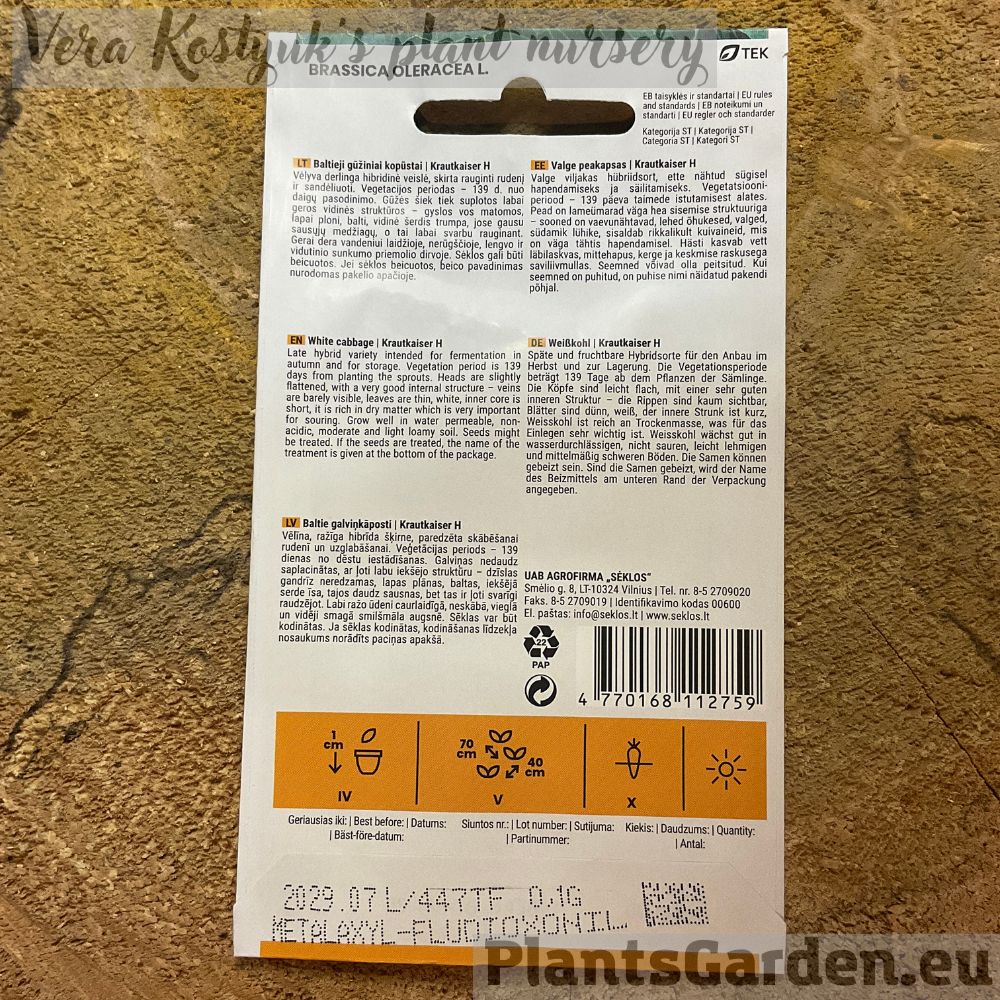 Vera Kostyuk's plant nursery
BRASSICA OLERACEA L.
TEK
EB taisyklės ir standartai | EU rules
and standards | EB noteikumi un
standarti | EU regler och standarder
Kategorija ST | Kategorija ST |
Categoria ST | Kategori ST
LT Baltieji gūžiniai kopūstai | Krautkaiser H
Vėlyva derlinga hibridinė veislė, skirta rauginti rudenį
ir sandėliuoti. Vegetacijos periodas – 139 d. nuo
daigų pasodinimo. Gūžės šiek tiek suplotos labai
geros vidinės struktūros – gyslos vos matomos,
lapai ploni, balti, vidinė šerdis trumpa, jose gausu
sausųjų medžiagų, o tai labai svarbu rauginant.
Gerai dera vandeniui laidžioje, nerūgščioje, lengvo ir
vidutinio sunkumo priemolio dirvoje. Sėklos gali būti
beicuotos. Jei sėklos beicuotos, beico pavadinimas
nurodomas pakelio apačioje.
EE Valge peakapsas | Krautkaiser H
Valge viljakas hübriidsort, ette nähtud sügisel
hapendamiseks ja säilitamiseks. Vegetatsiooni-
periood – 139 päeva taimede istutamisest alates.
Pead on lameümarad väga hea sisemise struktuuriga
– sooned on vaevunähtavad, lehed õhukesed, valged,
südamik lühike, sisaldab rikkalikult kuivaineid, mis
on väga tähtis hapendamisel. Hästi kasvab vett
läbilaskvas, mittehapus, kerge ja keskmise raskusega
saviliivmullas. Seemned võivad olla peitsitud. Kui
seemned on puhitud, on puhise nimi näidatud pakendi
põhjal.
EN White cabbage | Krautkaiser H
Late hybrid variety intended for fermentation in
autumn and for storage. Vegetation period is 139
days from planting the sprouts. Heads are slightly
flattened, with a very good internal structure – veins
are barely visible, leaves are thin, white, inner core is
short, it is rich in dry matter which is very important
for souring. Grow well in water permeable, non-
acidic, moderate and light loamy soil. Seeds might
be treated. If the seeds are treated, the name of the
treatment is given at the bottom of the package.
DE Weißkohl | Krautkaiser H
Späte und fruchtbare Hybridsorte für den Anbau im
Herbst und zur Lagerung. Die Vegetationsperiode
beträgt 139 Tage ab dem Pflanzen der Sämlinge.
Die Köpfe sind leicht flach, mit einer sehr guten
inneren Struktur – die Rippen sind kaum sichtbar,
Blätter sind dünn, weiß, der innere Strunk ist kurz,
Weisskohl ist reich an Trockenmasse, was für das
Einlegen sehr wichtig ist. Weisskohl wächst gut in
wasserdurchlässigen, nicht sauren, leicht lehmigen
und mittelmäßig schweren Böden. Die Samen können
gebeizt sein. Sind die Samen gebeizt, wird der Name
des Beizmittels am unteren Rand der Verpackung
angegeben.
LV Baltie galviņkāposti | Krautkaiser H
Vēlīna, ražīga hibrīda šķirne, paredzēta skābēšanai
rudenī un uzglabāšanai. Veģetācijas periods – 139
dienas no dēstu iestādīšanas. Galviņas nedaudz
saplacinātas, ar ļoti labu iekšējo struktūru – dzīslas
gandrīz neredzamas, lapas plānas, baltas, iekšējā
serde īsa, tajos daudz sausnas, bet tas ir ļoti svarīgi
raudzējot. Labi ražo ūdeni caurlaidīgā, neskābā, vieglā
un vidēji smagā smilšmāla augsnē. Sēklas var būt
kodinātas. Ja sēklas kodinātas, kodināšanas līdzekļa
nosaukums norādīts paciņas apakšā.
UAB AGROFIRMA „SĖKLOS"
Smėlio g. 8, LT-10324 Vilnius | Tel. nr. 8-5 2709020
Faks. 8-5 2709019 | Identifikavimo kodas 00600
El. paštas: info@seklos.lt | www.seklos.lt
22
PAP
4 770168 112759
1
cm
IV
70
cm
40
cm
V
X
Geriausias iki: | Best before: | Datums:
| Bäst-före-datum:
Siuntos nr.: | Lot number: | Sutijuma:
| Partinummer:
Kiekis: | Daudzums: | Quantity:
| Antal:
2029.07 L/447TF 0,1G
METALAXYL-FLUDIOXONIL
PlantsGarden.eu